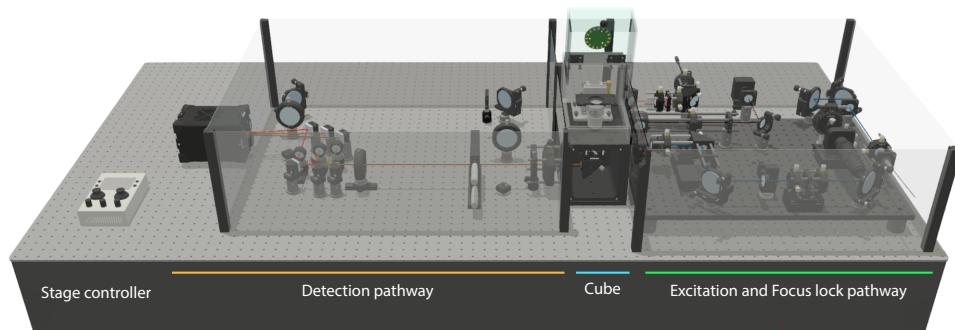 Stage controller
Detection pathway
Cube
Excitation and Focus lock pathway